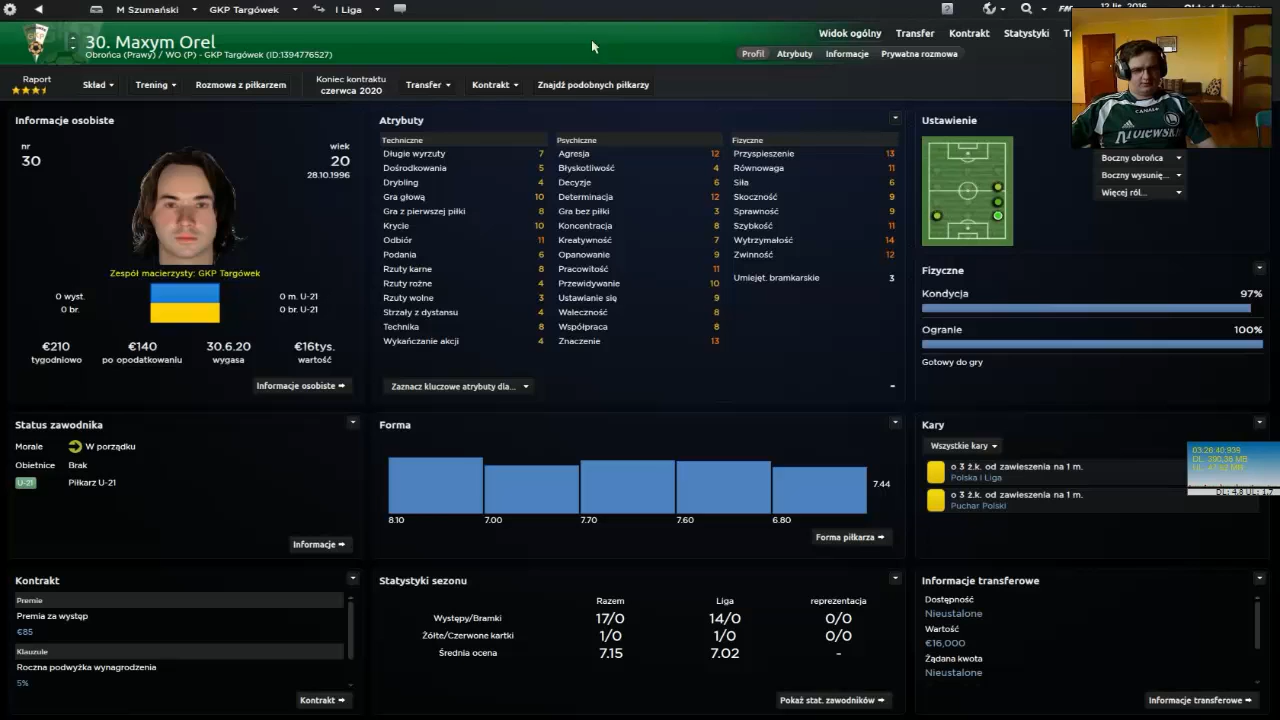 M Szumański
GKP Targówek
I Liga
12 lis. 2016
30. Maxym Orel
Obrońca (Prawy) / WO (P) - GKP Targówek (ID:1394776527)
Widok ogólny Transfer Kontrakt Statystyki
Profil Atrybuty Informacje Prywatna rozmowa
Raport
Skład Trening Rozmowa z piłkarzem
Koniec kontraktu
czerwca 2020
Transfer Kontrakt Znajdź podobnych piłkarzy
Informacje osobiste
nr
30
wiek
20
28.10.1996
Zespół macierzysty: GKP Targówek
0 wyst.
0 br.
0 m. U-21
0 br. U-21
€210
tygodniowo
€140
po opodatkowaniu
30.6.20
wygasa
€16tys.
wartość
Informacje osobiste
Atrybuty
Techniczne
Długie wyrzuty 7
Dośrodkowania 5
Drybling 4
Gra głową 10
Gra z pierwszej piłki 8
Krycie 10
Odbiór 11
Podania 6
Rzuty karne 8
Rzuty rożne 4
Rzuty wolne 3
Strzały z dystansu 4
Technika 8
Wykańczanie akcji 4
Psychiczne
Agresja 12
Błyskotliwość 4
Decyzje 6
Determinacja 12
Gra bez piłki 3
Koncentracja 8
Kreatywność 7
Opanowanie 9
Pracowitość 11
Przewidywanie 10
Ustawianie się 9
Waleczność 8
Współpraca 8
Znaczenie 13
Fizyczne
Przyspieszenie 13
Równowaga 11
Siła 6
Skoczność 9
Sprawność 9
Szybkość 11
Wytrzymałość 14
Zwinność 12
Umiejęt. bramkarskie 3
Zaznacz kluczowe atrybuty dla... -
Ustawienie
Boczny obrońca
Boczny wysunię...
Więcej ról...
Fizyczne
Kondycja 97%
Ogranie 100%
Gotowy do gry
Status zawodnika
Morale W porządku
Obietnice Brak
U-21 Piłkarz U-21
Informacje
Forma
8.10 7.00 7.70 7.60 6.80
7.44
Forma piłkarza
Kary
Wszystkie kary
o 3 ż.k. od zawieszenia na 1 m.
Polska I Liga
o 3 ż.k. od zawieszenia na 1 m.
Puchar Polski
Kontrakt
Premie
Premia za występ
€85
Klauzule
Roczna podwyżka wynagrodzenia
5%
Kontrakt
Statystyki sezonu
Razem Liga reprezentacja
Występy/Bramki 17/0 14/0 0/0
Żółte/Czerwone kartki 1/0 1/0 0/0
Średnia ocena 7.15 7.02 -
Pokaż stat. zawodników
Informacje transferowe
Dostępność
Nieustalone
Wartość
€16,000
Żądana kwota
Nieustalone
Informacje transferowe